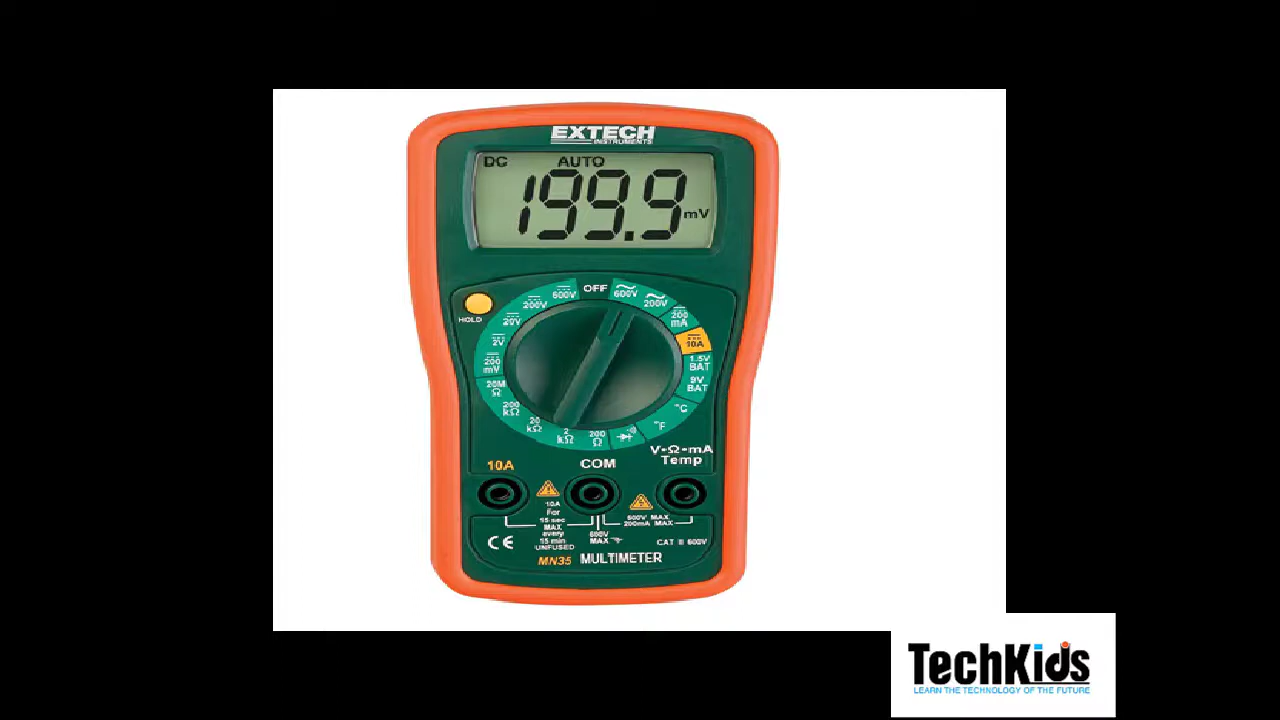 EXTECH
INSTRUMENTS
DC AUTO
199.9 mV
OFF
600V
200V
200 mA
10A
1.5V BAT
9V BAT
°C
°F
200 Ω
2 kΩ
20 kΩ
200 kΩ
20M Ω
200 mV
2V
20V
200V
600V
HOLD
V-Ω-mA
Temp
10A
COM
10A
For
15 sec
MAX
every
15 min
UNFUSED
600V
MAX
600V MAX
200mA MAX
CAT II 600V
CE
MN35 MULTIMETER
TechKids
LEARN THE TECHNOLOGY OF THE FUTURE